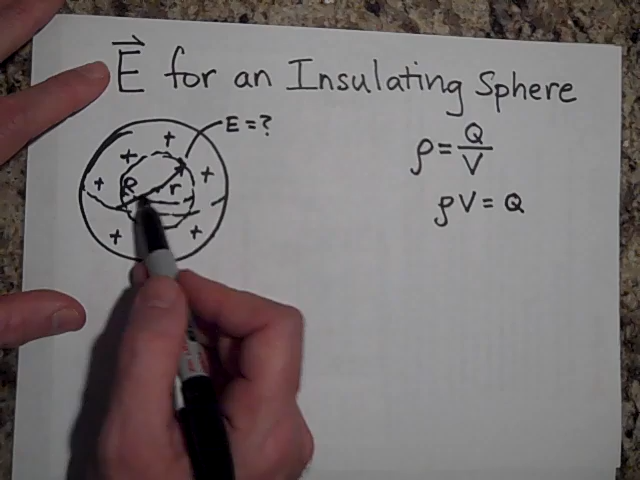 E⃗ for an Insulating Sphere
E = ?
R r
+ + + + + +
ρ = Q/V
ρV = Q